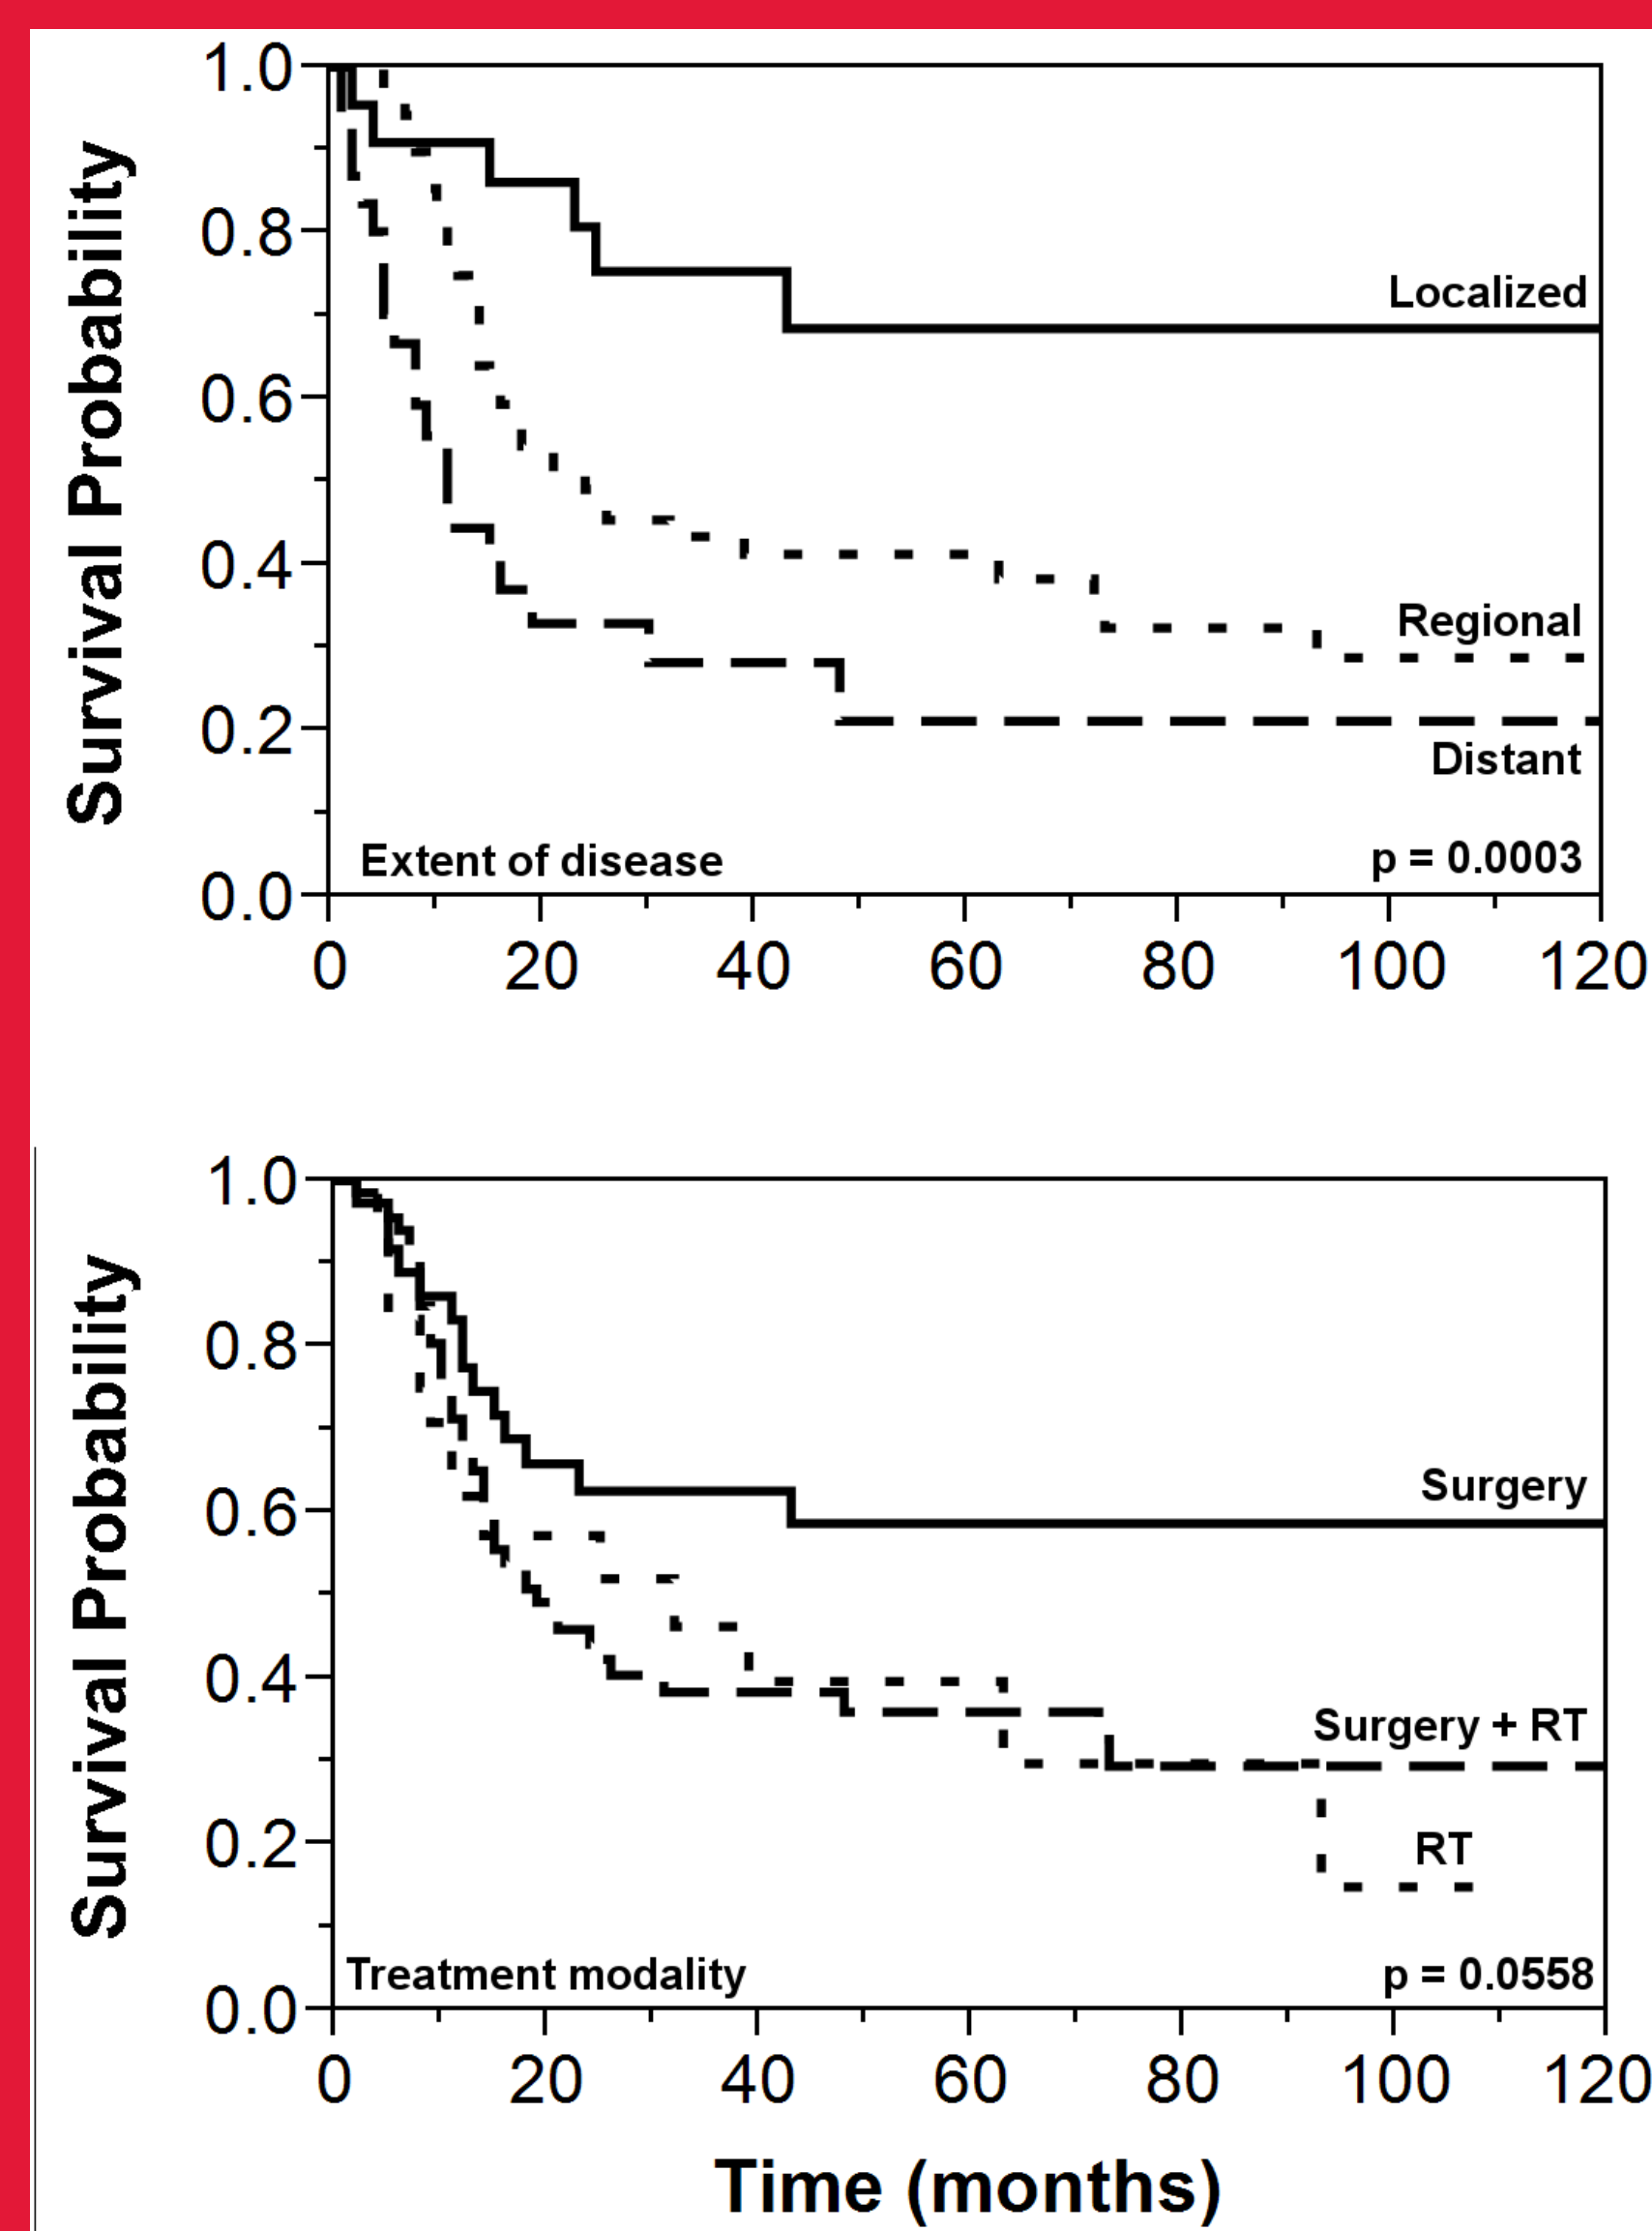 Survival Probability
1.0
0.8
0.6
0.4
0.2
0.0
Localized
Regional
Distant
Extent of disease
p = 0.0003
0 20 40 60 80 100 120
Survival Probability
1.0
0.8
0.6
0.4
0.2
0.0
Surgery
Surgery + RT
RT
Treatment modality
p = 0.0558
0 20 40 60 80 100 120
Time (months)